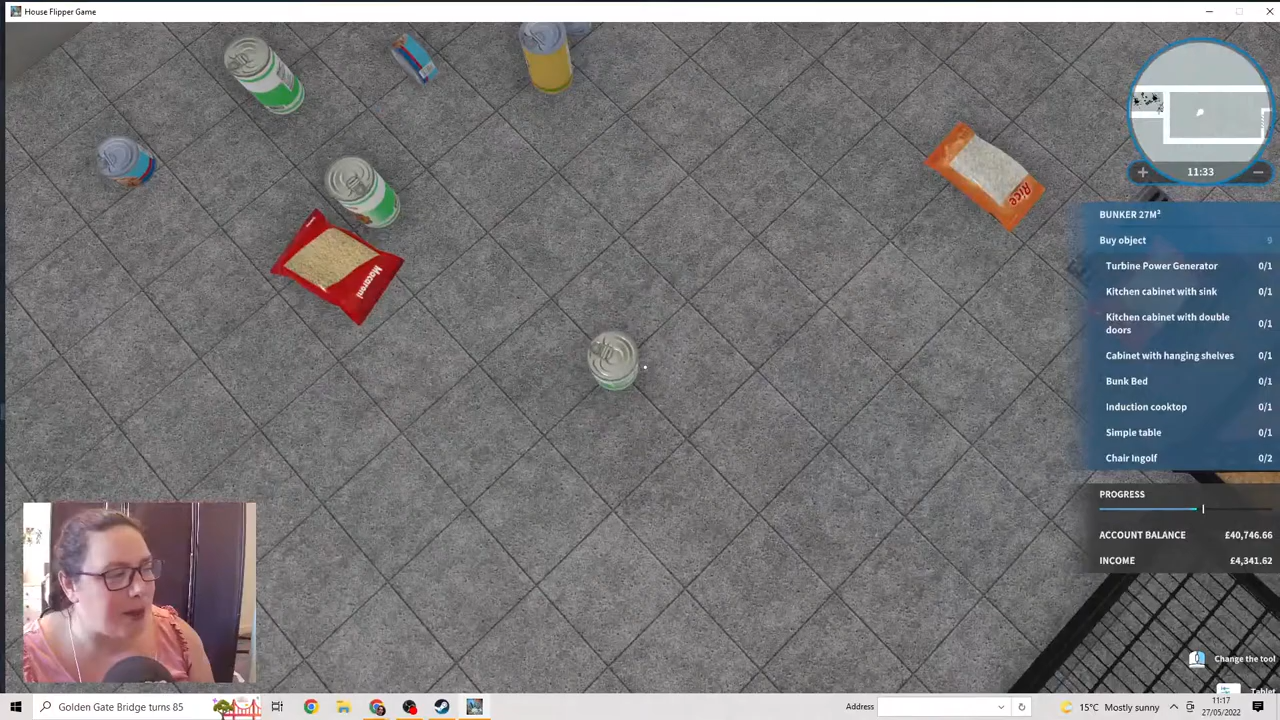 House Flipper Game
Rice
Macaroni
11:33
BUNKER 27M²
Buy object 9
Turbine Power Generator 0/1
Kitchen cabinet with sink 0/1
Kitchen cabinet with double
doors 0/1
Cabinet with hanging shelves 0/1
Bunk Bed 0/1
Induction cooktop 0/1
Simple table 0/1
Chair Ingolf 0/2
PROGRESS
ACCOUNT BALANCE £40,746.66
INCOME £4,341.62
Change the tool
Tablet
Golden Gate Bridge turns 85
Address
15°C Mostly sunny
11:17
27/05/2022